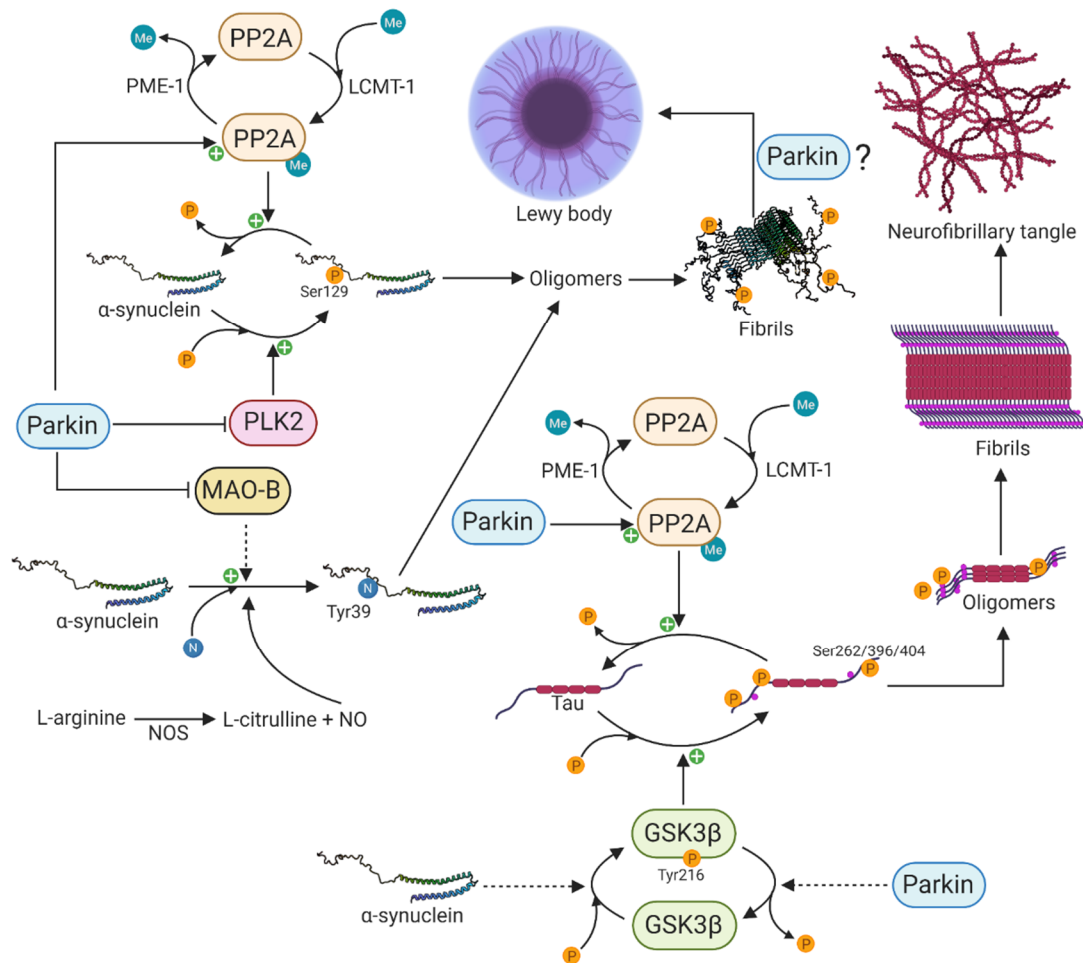 Me
PP2A
Me
PME-1
LCMT-1
PP2A
Me
P
α-synuclein
P
Ser129
P
Parkin
PLK2
MAO-B
α-synuclein
N
N
Tyr39
L-arginine
NOS
L-citrulline + NO
Lewy body
Oligomers
Parkin
?
P
P
P
P
Fibrils
Neurofibrillary tangle
Fibrils
P
P
P
Oligomers
Me
PP2A
Me
PME-1
LCMT-1
Parkin
PP2A
Me
P
Tau
P
Ser262/396/404
P
P
P
GSK3β
P
Tyr216
α-synuclein
Parkin
GSK3β
P
P